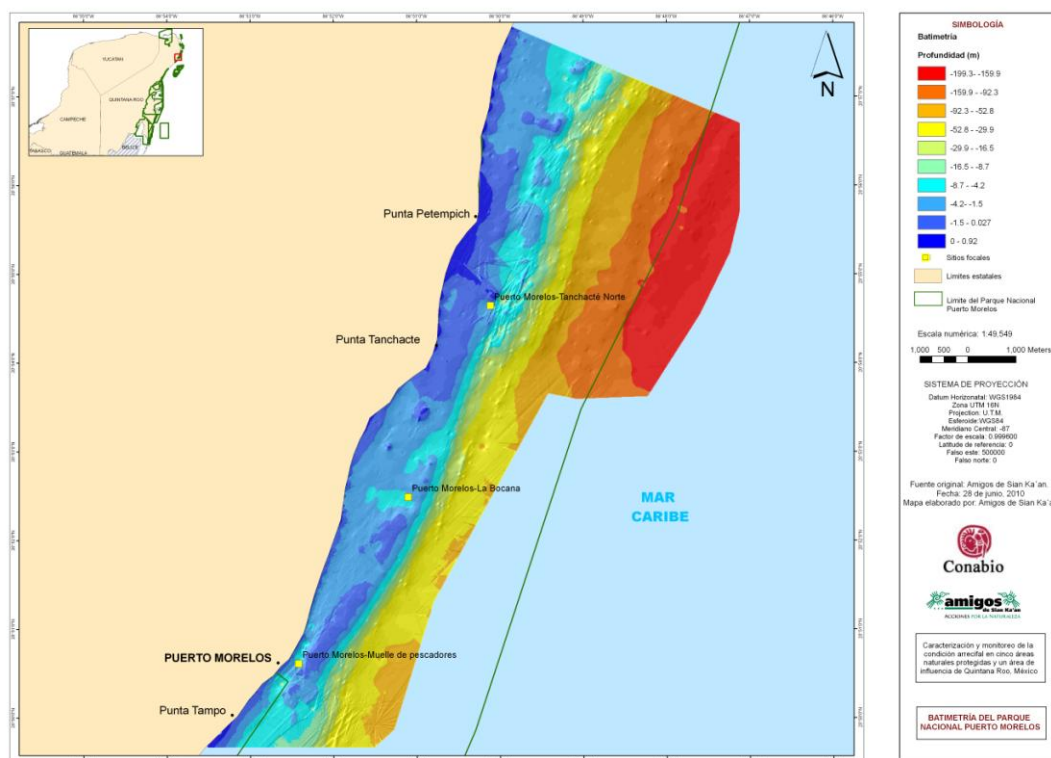 YUCATAN
QUINTANA ROO
CAMPECHE
TABASCO
BELICE
GUATEMALA
N
Punta Petempich
Puerto Morelos-Tanchacté Norte
Punta Tanchacte
Puerto Morelos-La Bocana
MAR
CARIBE
PUERTO MORELOS
Puerto Morelos-Muelle de pescadores
Punta Tampo
SIMBOLOGÍA
Batimetría
Profundidad (m)
-199.3- -159.9
-159.9 - -92.3
-92.3 - -52.8
-52.8 - -29.9
-29.9 - -16.5
-16.5 - -8.7
-8.7 - -4.2
-4.2- -1.5
-1.5 - 0.027
0 - 0.92
Sitios focales
Limites estatales
Limite del Parque Nacional
Puerto Morelos
Escala numérica: 1:49,549
1,000 500 0 1,000 Meters
SISTEMA DE PROYECCIÓN
Datum Horizonatal: WGS1984
Zona UTM 16N
Projection: U.T.M.
Esferoide:WGS84
Meridiano Central: -87
Factor de escala: 0.999600
Latitude de referencia: 0
Falso este: 500000
Falso norte: 0
Fuente original: Amigos de Sian Ka´an.
Fecha: 28 de junio, 2010
Mapa elaborado por: Amigos de Sian Ka´a
Conabio
amigos
de Sian Ka'an
ACCIONES POR LA NATURALEZA
Caracterización y monitoreo de la
condición arrecifal en cinco áreas
naturales protegidas y un área de
influencia de Quintana Roo, México
BATIMETRÍA DEL PARQUE
NACIONAL PUERTO MORELOS